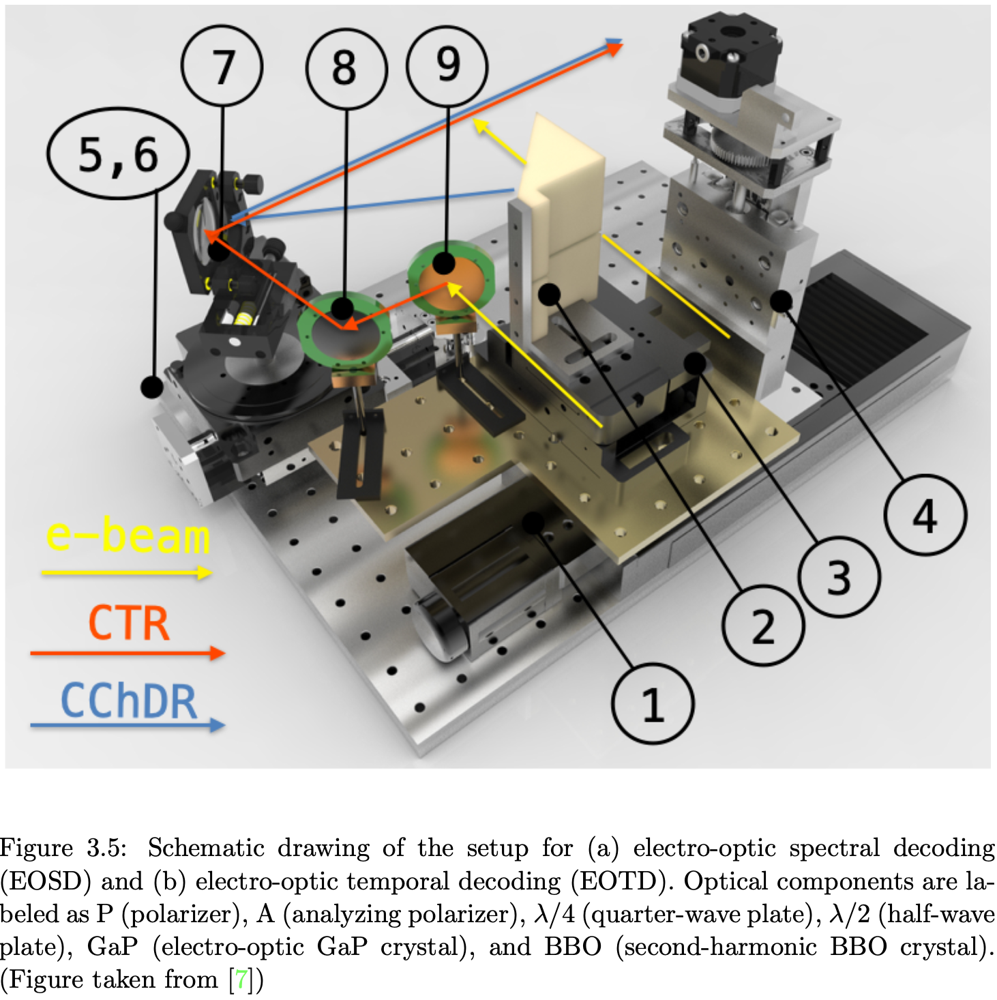 7
8
9
5,6
4
3
2
1
e-beam
CTR
CChDR
Figure 3.5: Schematic drawing of the setup for (a) electro-optic spectral decoding
(EOSD) and (b) electro-optic temporal decoding (EOTD). Optical components are la-
beled as P (polarizer), A (analyzing polarizer), λ/4 (quarter-wave plate), λ/2 (half-wave
plate), GaP (electro-optic GaP crystal), and BBO (second-harmonic BBO crystal).
(Figure taken from [7])